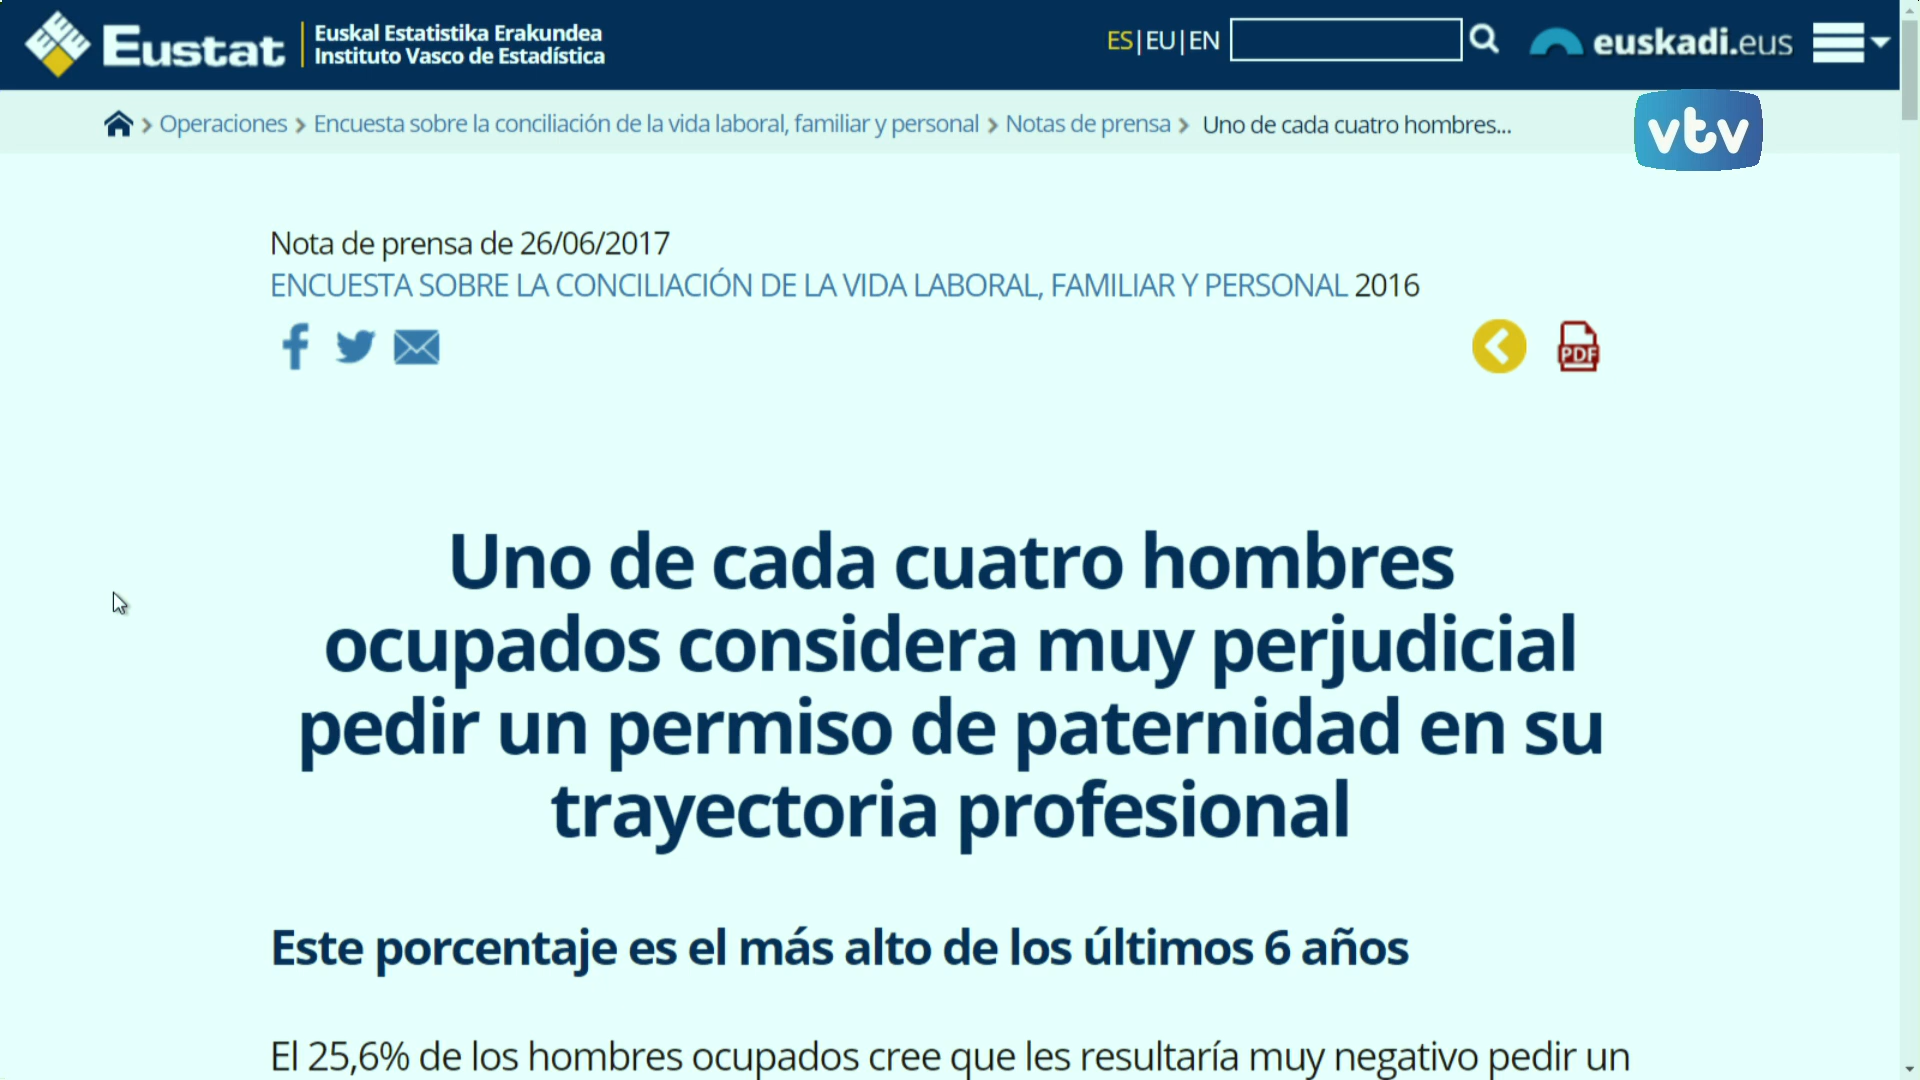 Eustat
Euskal Estatistika Erakundea
Instituto Vasco de Estadística
ES|EU|EN
euskadi.eus
Operaciones > Encuesta sobre la conciliación de la vida laboral, familiar y personal > Notas de prensa > Uno de cada cuatro hombres...
vtv
Nota de prensa de 26/06/2017
ENCUESTA SOBRE LA CONCILIACIÓN DE LA VIDA LABORAL, FAMILIAR Y PERSONAL 2016
PDF
Uno de cada cuatro hombres
ocupados considera muy perjudicial
pedir un permiso de paternidad en su
trayectoria profesional
Este porcentaje es el más alto de los últimos 6 años
El 25,6% de los hombres ocupados cree que les resultaría muy negativo pedir un